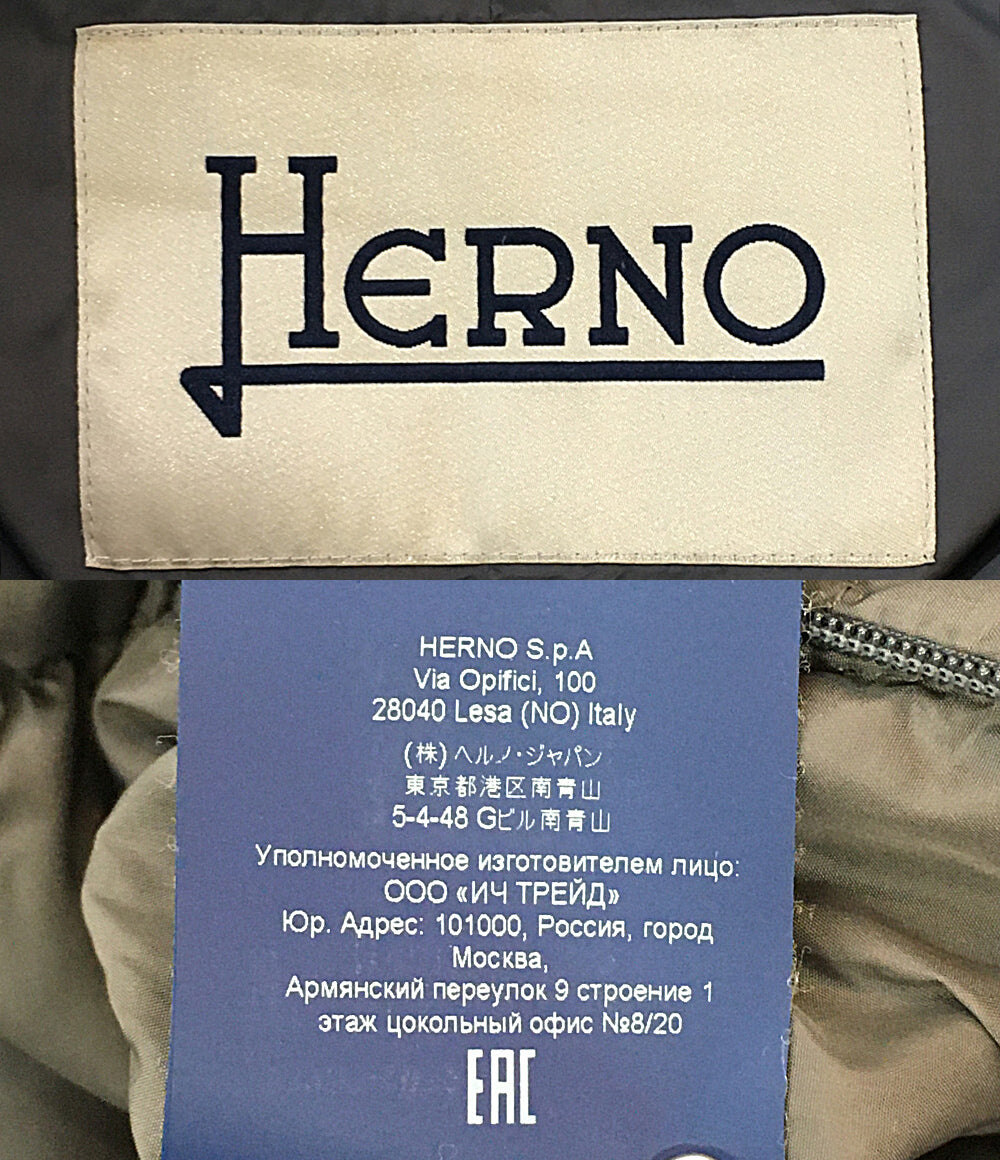 HERNO
HERNO S.p.A
Via Opifici, 100
28040 Lesa (NO) Italy
(株)ヘルノ・ジャパン
東京都港区南青山
5-4-48 Gビル南青山
Уполномоченное изготовителем лицо:
ООО «ИЧ ТРЕЙД»
Юр. Адрес: 101000, Россия, город
Москва,
Армянский переулок 9 строение 1
этаж цокольный офис №8/20
EAC